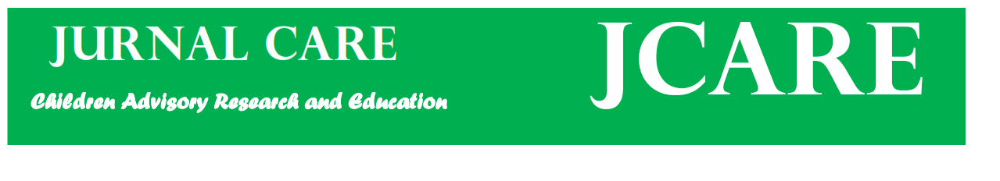 JURNAL CARE
Children Advisory Research and Education
JCARE